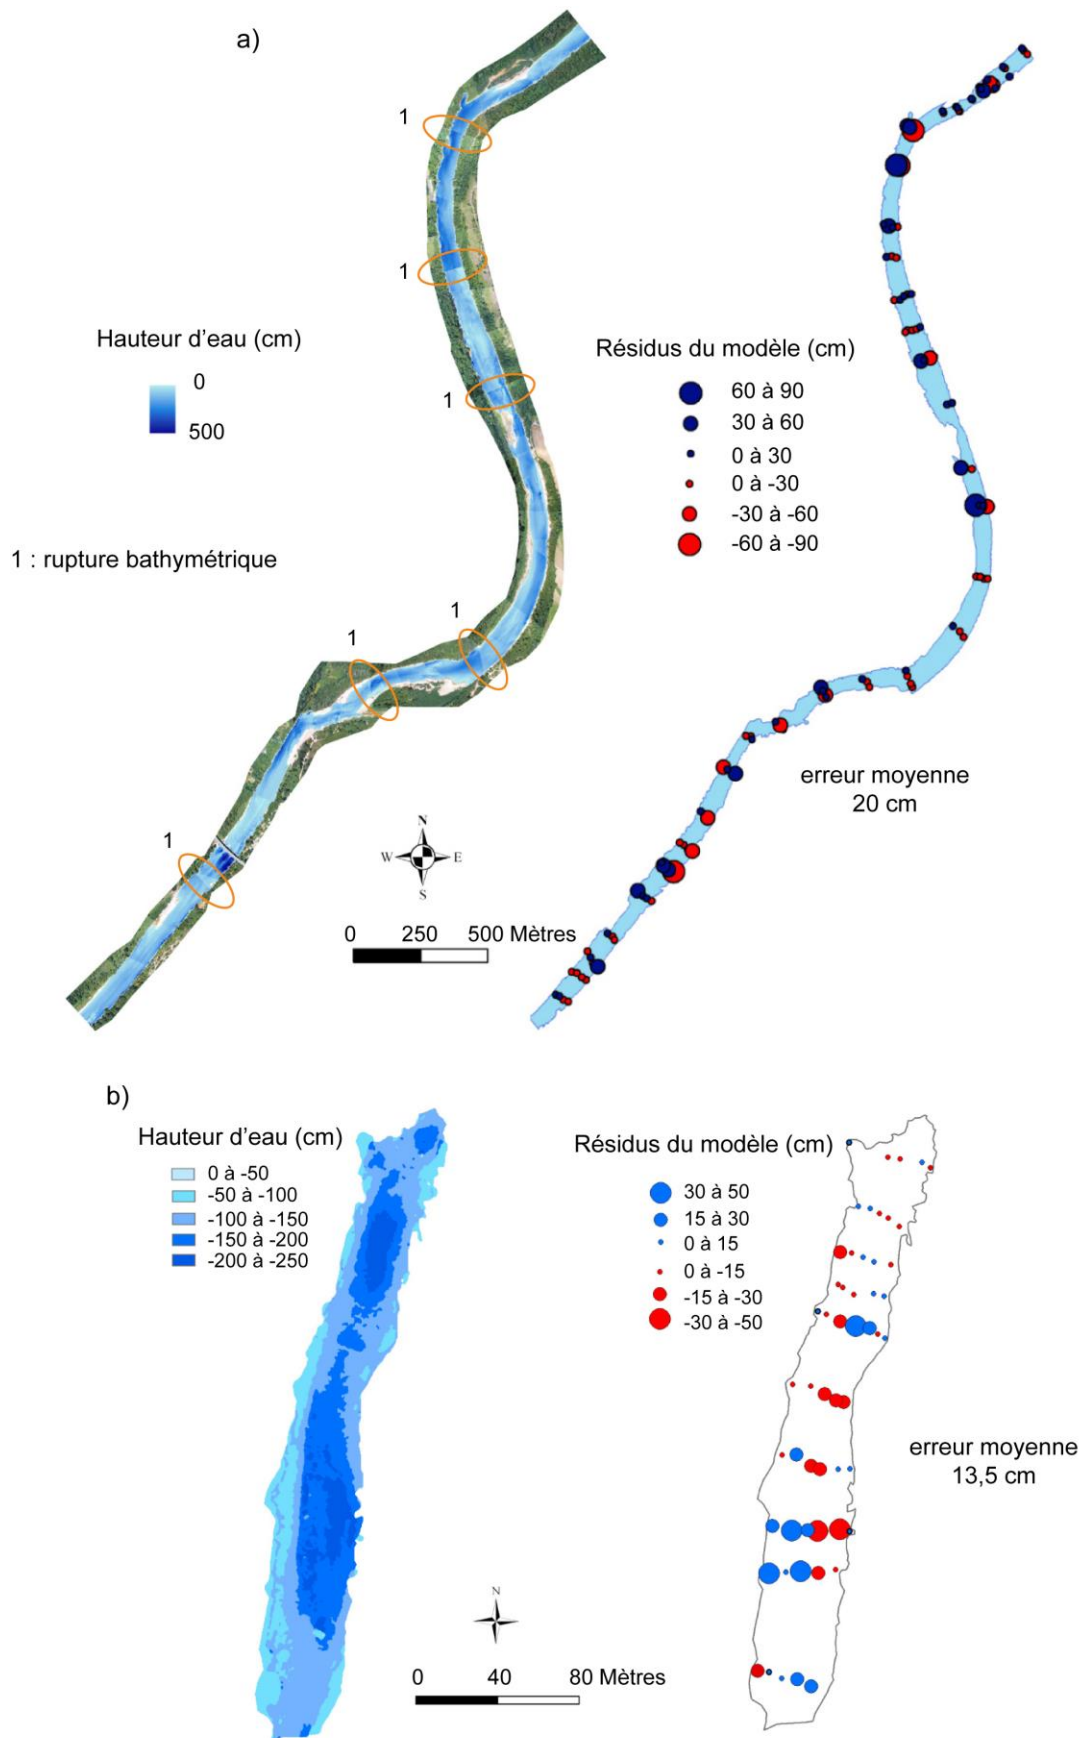 a)
1
1
Hauteur d'eau (cm)
0
500
1
1 : rupture bathymétrique
1
1
1
N
W
E
S
0 250 500 Mètres
Résidus du modèle (cm)
60 à 90
30 à 60
0 à 30
0 à -30
-30 à -60
-60 à -90
erreur moyenne
20 cm
b)
Hauteur d'eau (cm)
0 à -50
-50 à -100
-100 à -150
-150 à -200
-200 à -250
N
0 40 80 Mètres
Résidus du modèle (cm)
30 à 50
15 à 30
0 à 15
0 à -15
-15 à -30
-30 à -50
erreur moyenne
13,5 cm